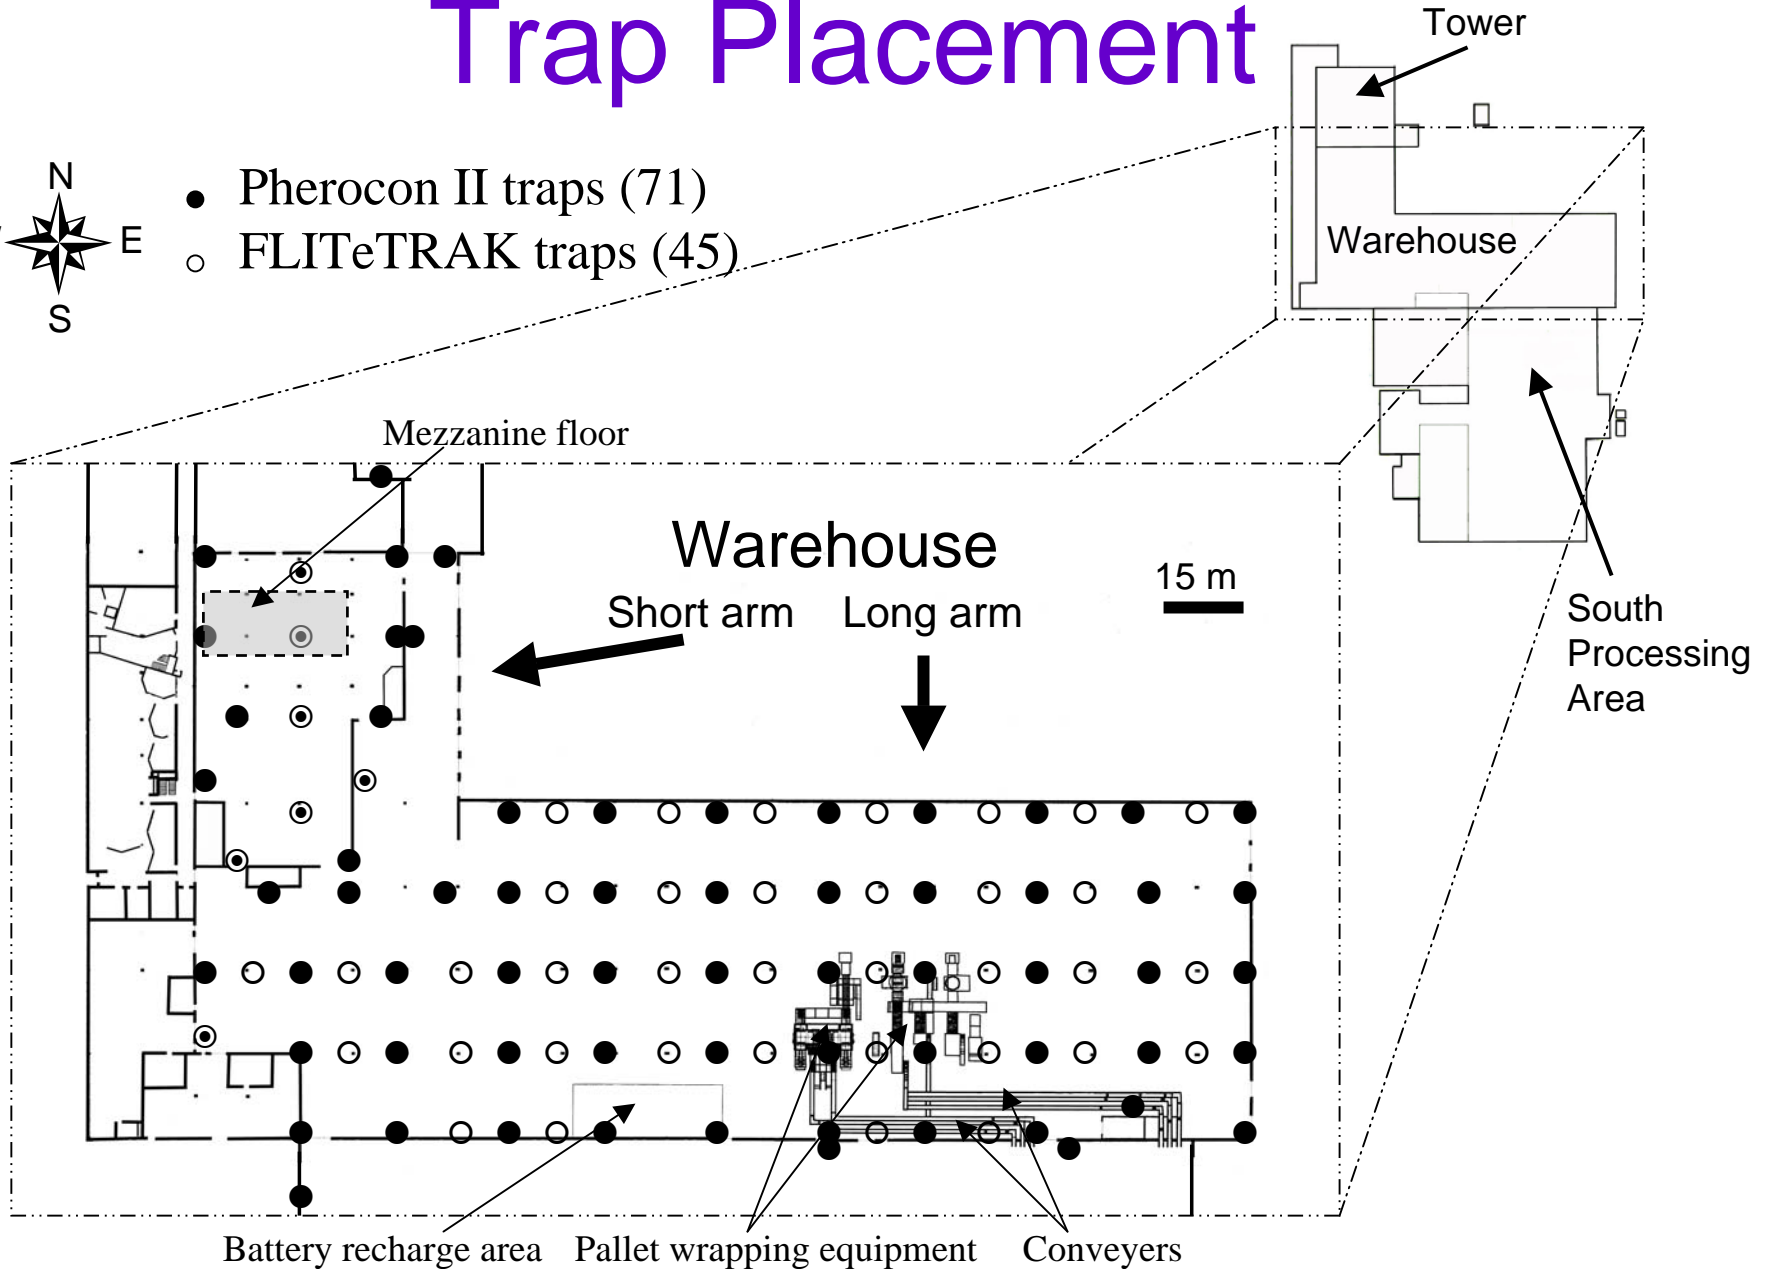 Trap Placement
Tower
N
E
S
Pherocon II traps (71)
FLITeTRAK traps (45)
Warehouse
Mezzanine floor
Warehouse
Short arm
Long arm
15 m
South
Processing
Area
Battery recharge area
Pallet wrapping equipment
Conveyers